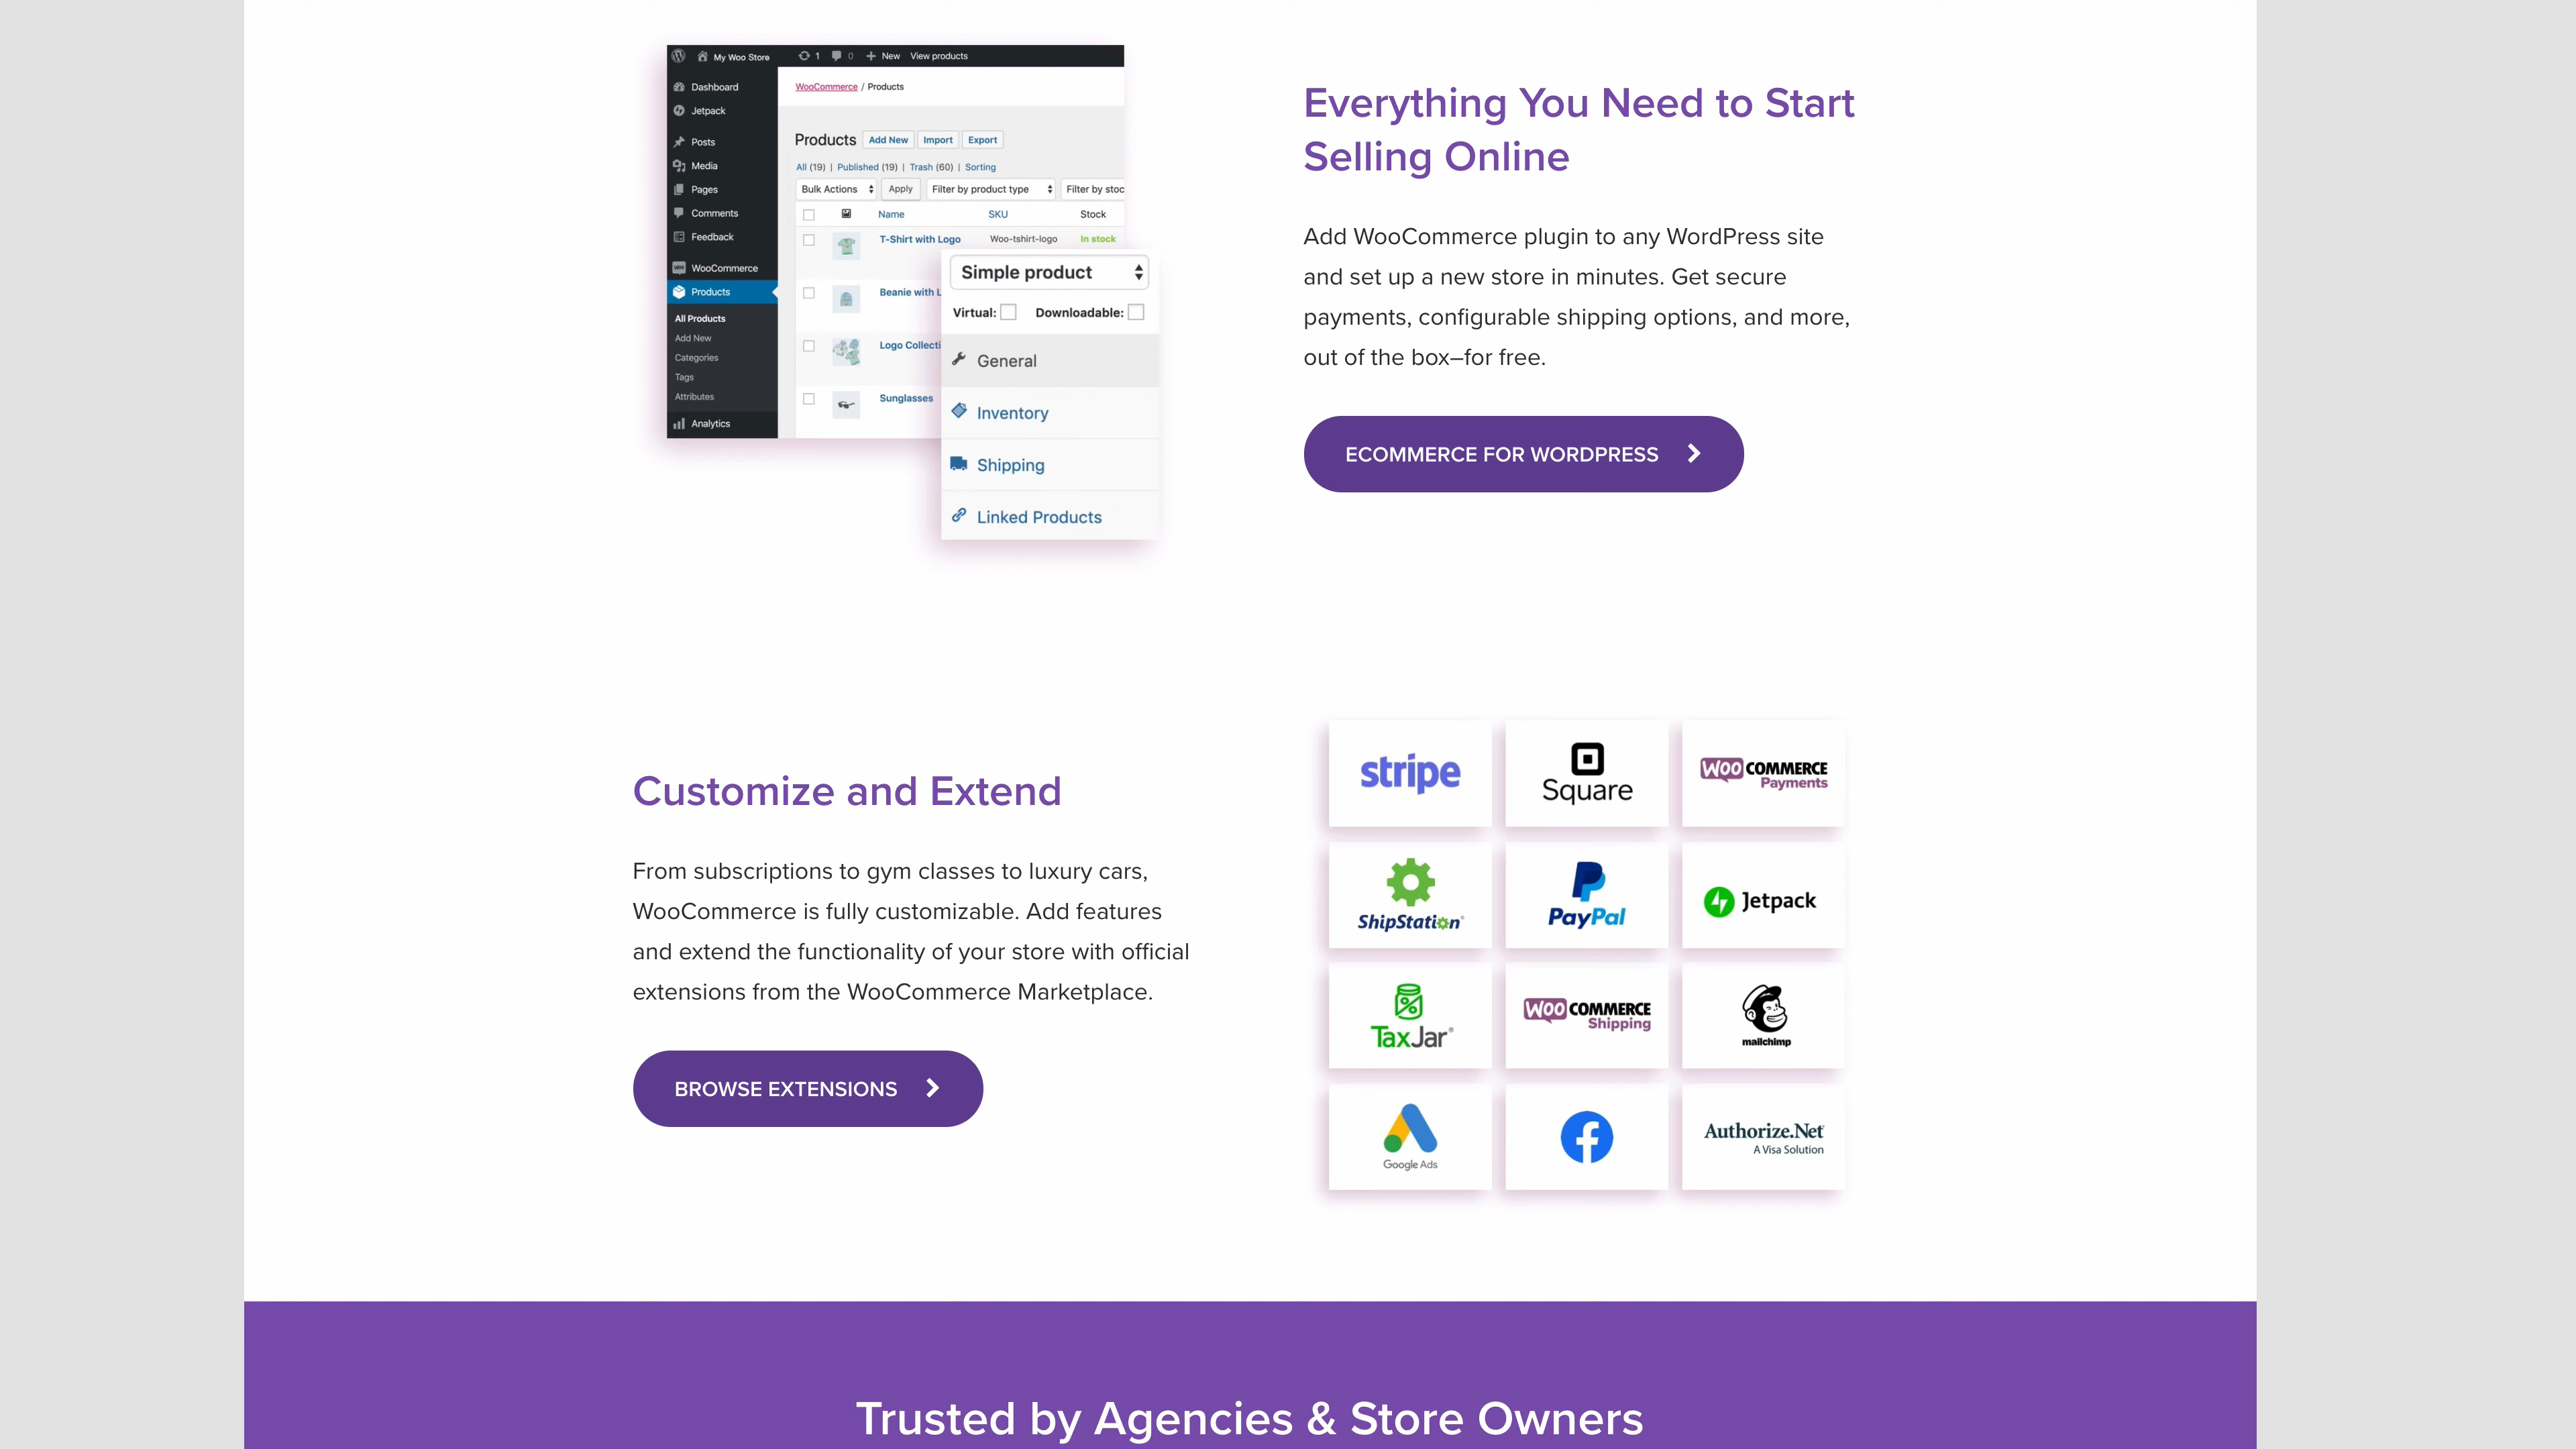 My Woo Store 1 0 New View products
Dashboard
Jetpack
Posts
Media
Pages
Comments
Feedback
WooCommerce
Products
All Products
Add New
Categories
Tags
Attributes
Analytics
WooCommerce / Products
Products Add New Import Export
All (19) | Published (19) | Trash (60) | Sorting
Bulk Actions Apply Filter by product type Filter by stoc
Name SKU Stock
T-Shirt with Logo Woo-tshirt-logo In stock
Beanie with L
Logo Collecti
Sunglasses
Simple product
Virtual: Downloadable:
General
Inventory
Shipping
Linked Products
Everything You Need to Start
Selling Online
Add WooCommerce plugin to any WordPress site
and set up a new store in minutes. Get secure
payments, configurable shipping options, and more,
out of the box–for free.
ECOMMERCE FOR WORDPRESS
Customize and Extend
From subscriptions to gym classes to luxury cars,
WooCommerce is fully customizable. Add features
and extend the functionality of your store with official
extensions from the WooCommerce Marketplace.
BROWSE EXTENSIONS
stripe
Square
WOO COMMERCE
Payments
ShipStation®
PayPal
Jetpack
TaxJar®
WOO COMMERCE
Shipping
mailchimp
Google Ads
Authorize.Net
A Visa Solution
Trusted by Agencies & Store Owners